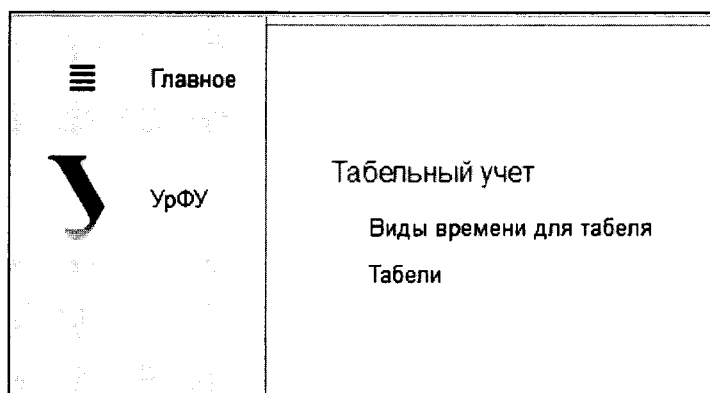 Главное
УрФУ
Табельный учет
Виды времени для табеля
Табели